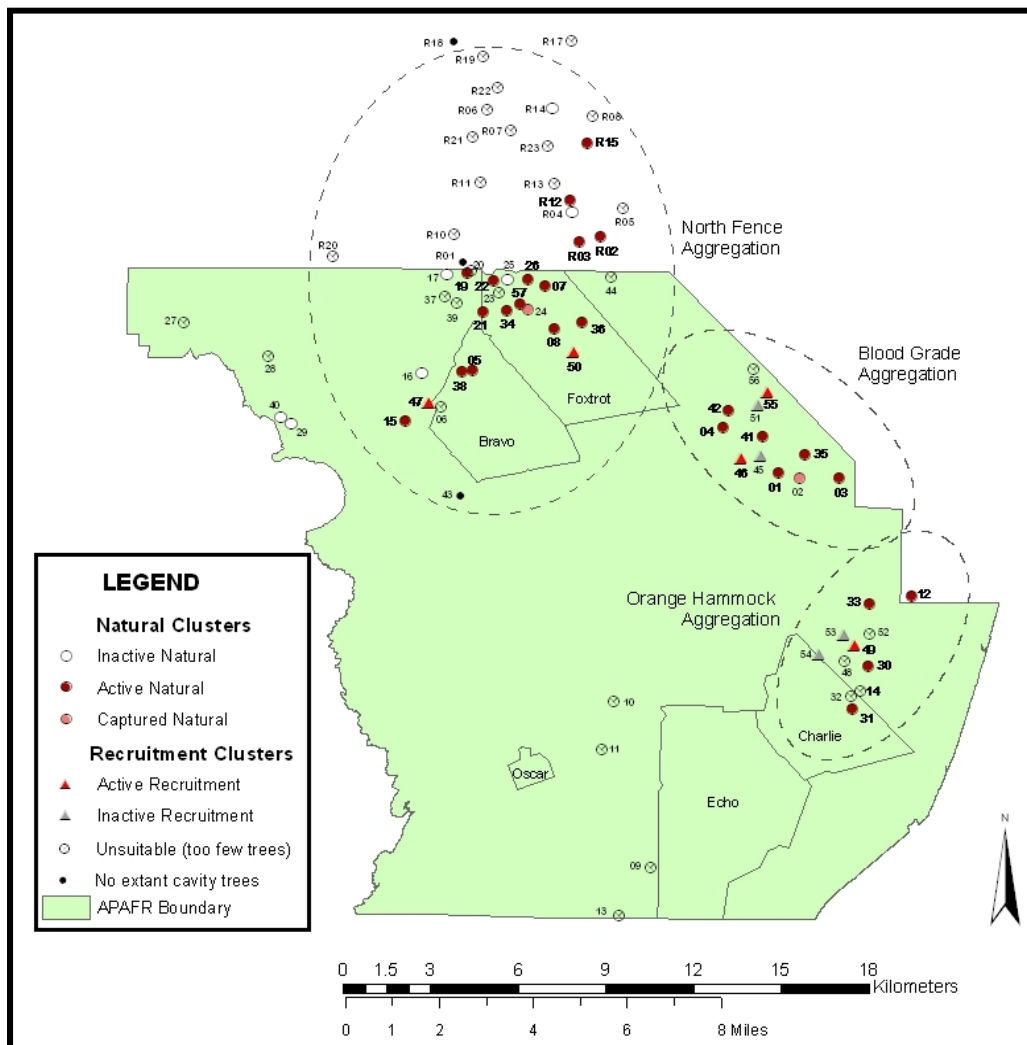 R18
R17
R19
R22
R06
R14
R08
R07
R21
R23
R15
R11
R13
R12
R04
R05
R10
R02
R03
R01
R20
North Fence
Aggregation
17
20
25
26
19
22
57
07
44
37
39
23
24
21
34
08
36
27
28
16
05
38
50
Foxtrot
47
06
15
Bravo
40
29
43
Blood Grade
Aggregation
56
55
51
42
04
41
35
46
45
01
02
03
Orange Hammock
Aggregation
33
12
53
52
54
49
48
30
14
32
31
Charlie
10
11
Oscar
Echo
09
13
LEGEND
Natural Clusters
Inactive Natural
Active Natural
Captured Natural
Recruitment Clusters
Active Recruitment
Inactive Recruitment
Unsuitable (too few trees)
No extant cavity trees
APAFR Boundary
N
0 1.5 3 6 9 12 18
Kilometers
0 1 2 4 6 8 Miles